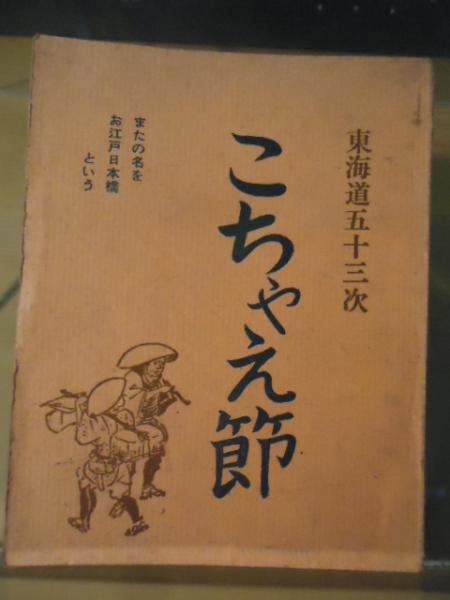 東海道五十三次
こちゃえ節
またの名を
お江戸日本橋
という